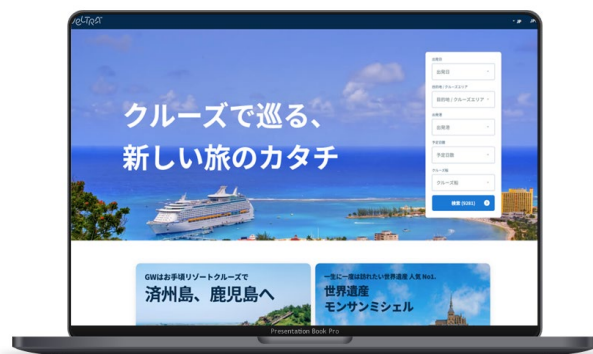 VELTRA
クルーズで巡る、
新しい旅のカタチ
出発日
出発日
目的地 / クルーズエリア
目的地 / クルーズエリア
出発港
出発港
予定日数
予定日数
クルーズ船
クルーズ船
検索 (9281)
GWはお手頃リゾートクルーズで
済州島、鹿児島へ
一生に一度は訪れたい世界遺産 人気 No1.
世界遺産
モンサンミシェル
Presentation Book Pro